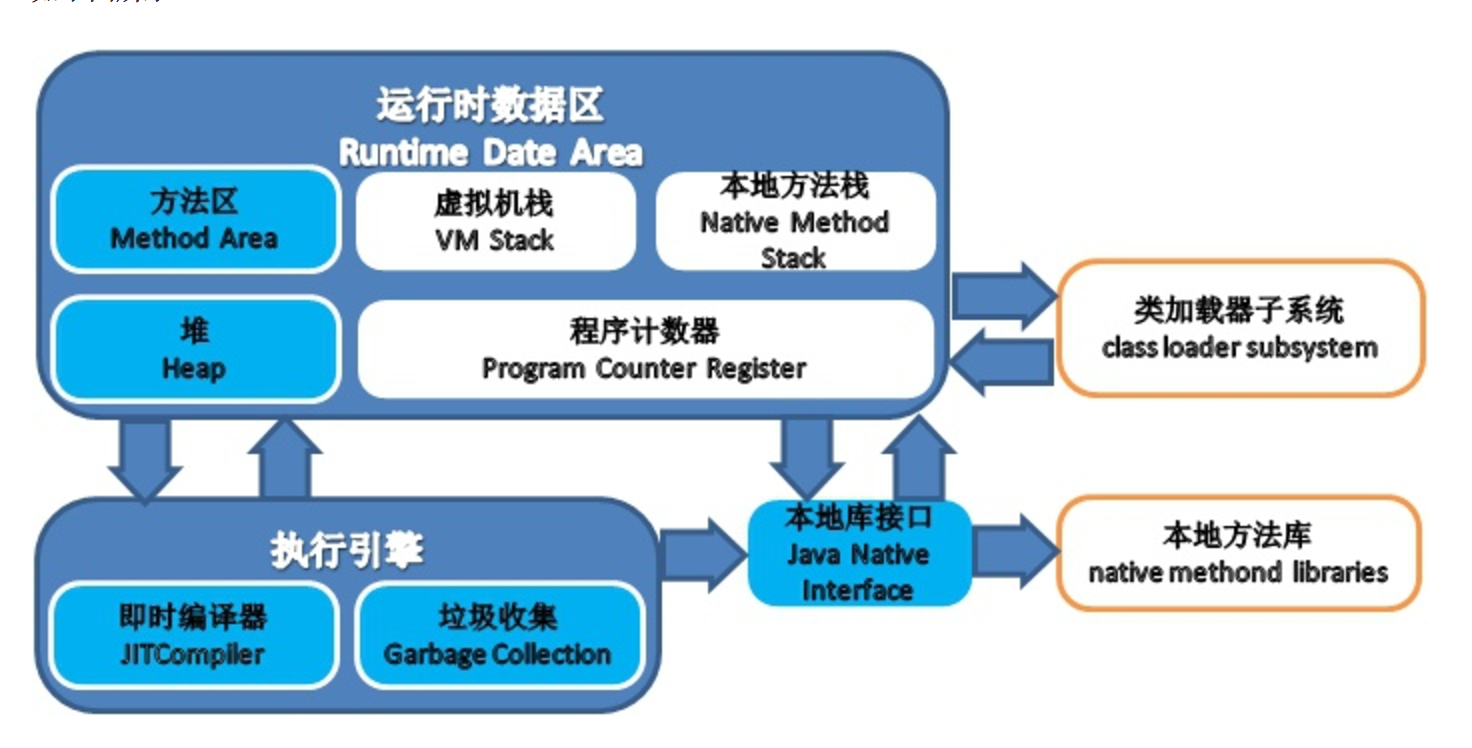 运行时数据区
Runtime Date Area
方法区
Method Area
虚拟机栈
VM Stack
本地方法栈
Native Method
Stack
堆
Heap
程序计数器
Program Counter Register
类加载器子系统
class loader subsystem
执行引擎
即时编译器
JITCompiler
垃圾收集
Garbage Collection
本地库接口
Java Native
Interface
本地方法库
native methond libraries